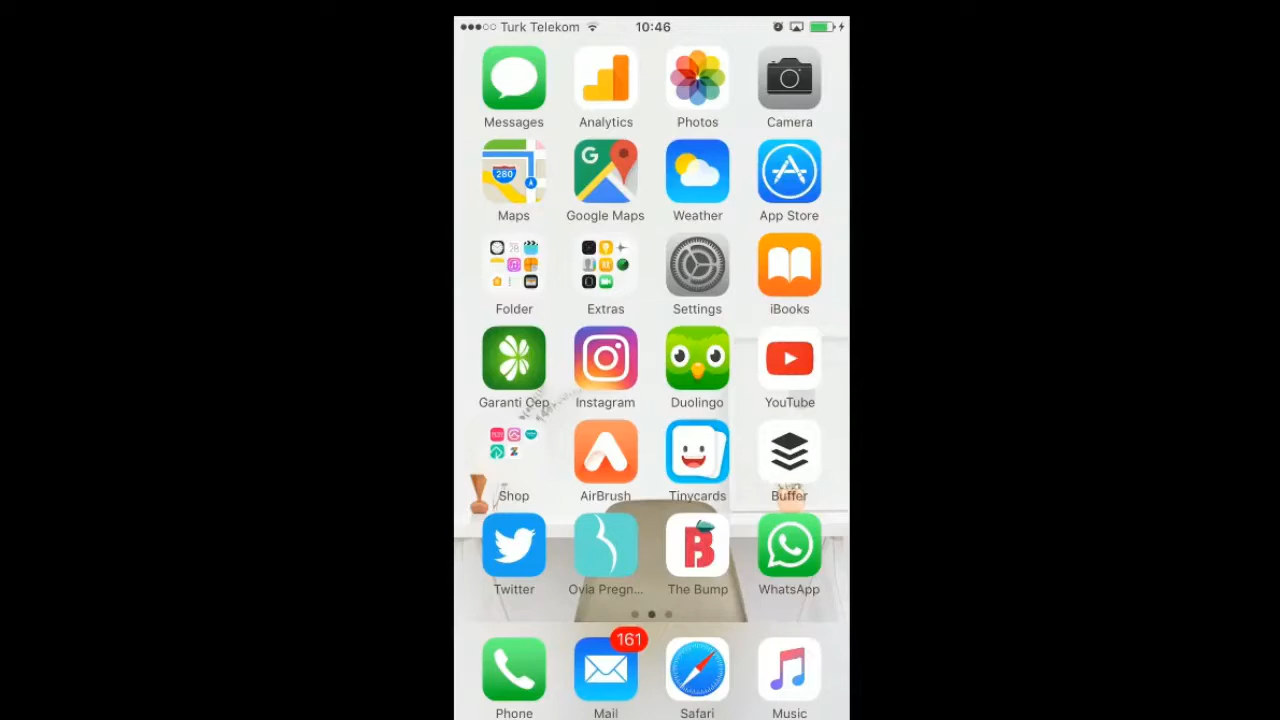 Turk Telekom 10:46
Messages Analytics Photos Camera
280 G
Maps Google Maps Weather App Store
Folder Extras Settings iBooks
Garanti Cep Instagram Duolingo YouTube
Shop AirBrush Tinycards Buffer
B
Twitter Ovia Pregn... The Bump WhatsApp
161
Phone Mail Safari Music